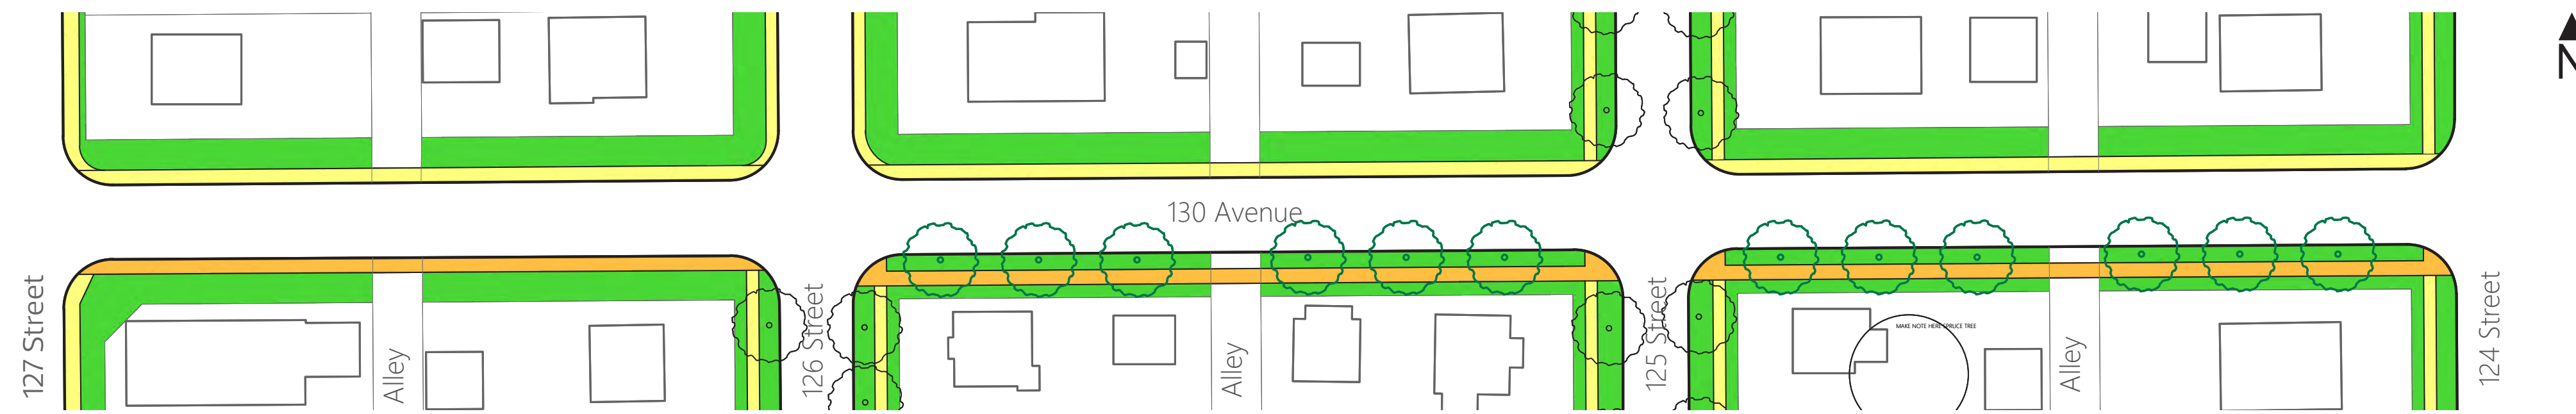 N
130 Avenue
127 Street
Alley
126 Street
Alley
125 Street
MAKE NOTE HERE SPRUCE TREE
Alley
124 Street